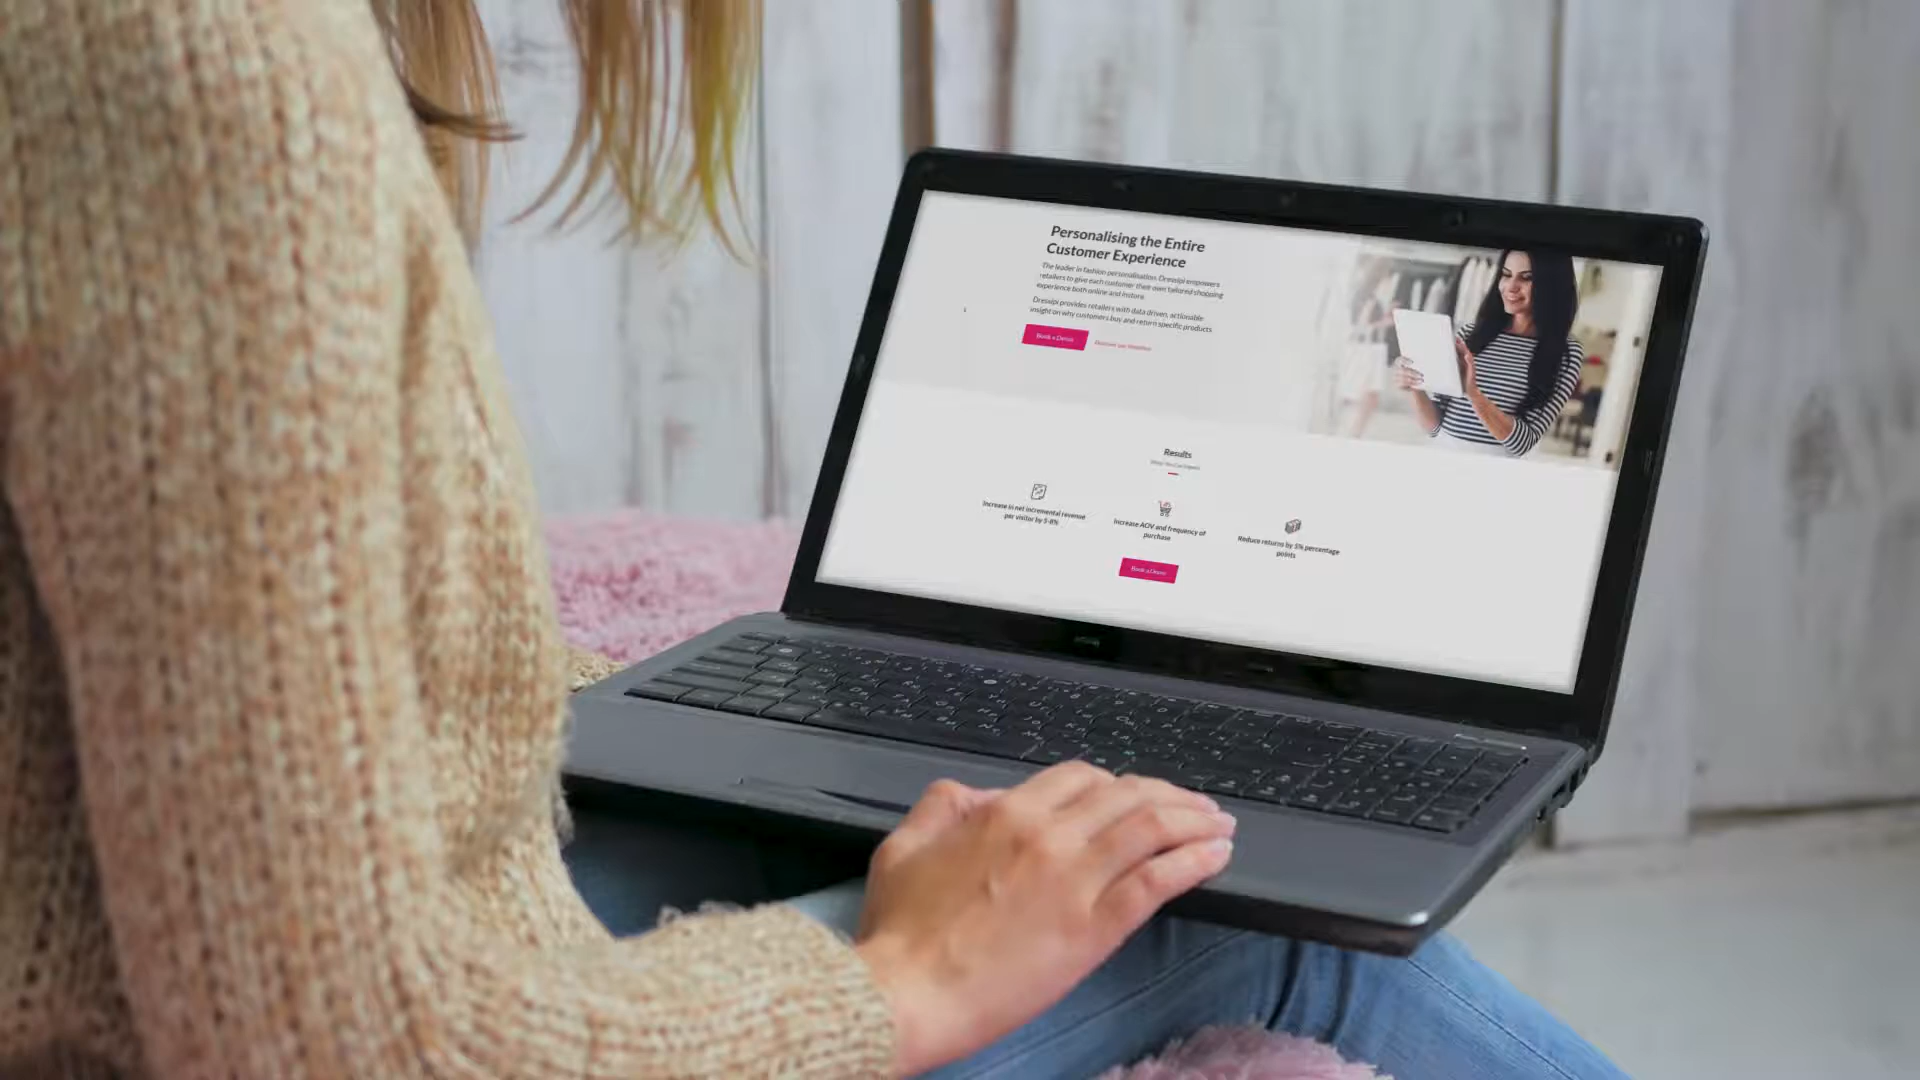 Personalising the Entire
Customer Experience
The leader in fashion personalisation. Dressipi empowers
retailers to give each customer their own tailored shopping
experience both online and instore.
Dressipi provides retailers with data driven, actionable
insight on why customers buy and return specific products
Book a Demo
Discover our
Results
Increase in net incremental revenue
per visitor by 5-8%
Increase AOV and frequency of
purchase
Reduce returns by 5% percentage
points
Book a Demo